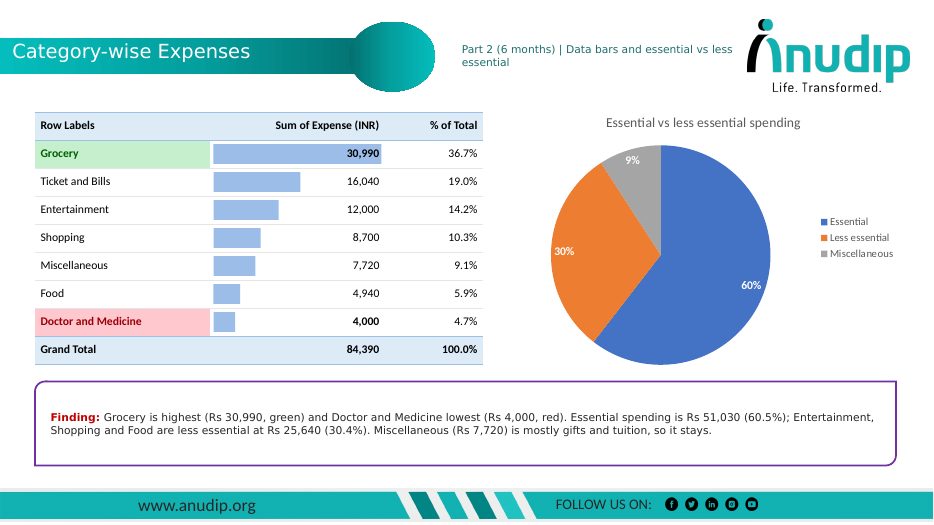 Category-wise Expenses
Part 2 (6 months) | Data bars and essential vs less
essential
Anudip
Life. Transformed.
Row Labels Sum of Expense (INR) % of Total
Grocery 30,990 36.7%
Ticket and Bills 16,040 19.0%
Entertainment 12,000 14.2%
Shopping 8,700 10.3%
Miscellaneous 7,720 9.1%
Food 4,940 5.9%
Doctor and Medicine 4,000 4.7%
Grand Total 84,390 100.0%
Essential vs less essential spending
9%
30%
60%
Essential
Less essential
Miscellaneous
Finding: Grocery is highest (Rs 30,990, green) and Doctor and Medicine lowest (Rs 4,000, red). Essential spending is Rs 51,030 (60.5%); Entertainment,
Shopping and Food are less essential at Rs 25,640 (30.4%). Miscellaneous (Rs 7,720) is mostly gifts and tuition, so it stays.
www.anudip.org
FOLLOW US ON: